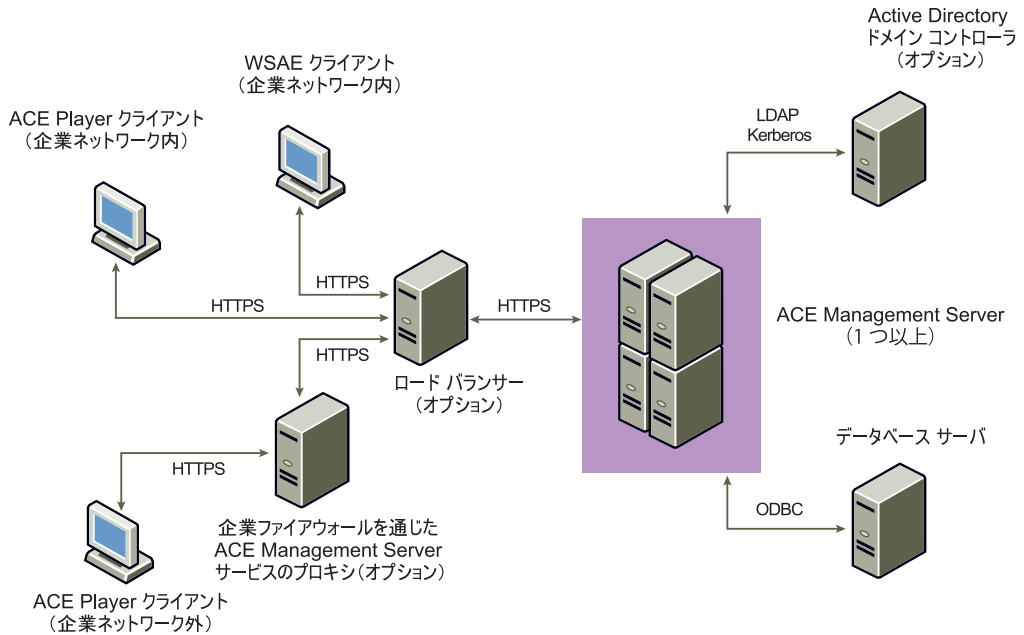 Active Directory
ドメイン コントローラ
（オプション）
WSAE クライアント
（企業ネットワーク内）
ACE Player クライアント
（企業ネットワーク内）
LDAP
Kerberos
HTTPS
HTTPS
HTTPS
HTTPS
ACE Management Server
（1 つ以上）
ロード バランサー
（オプション）
データベース サーバ
HTTPS
ODBC
企業ファイアウォールを通じた
ACE Management Server
サービスのプロキシ（オプション）
ACE Player クライアント
（企業ネットワーク外）